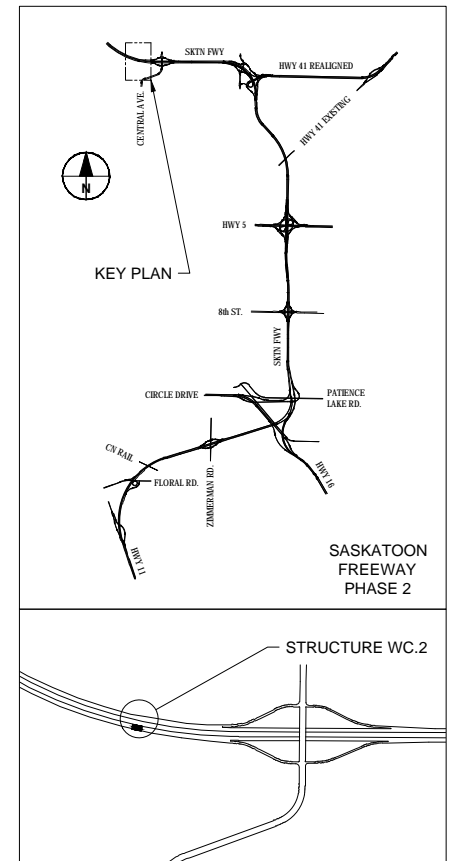 SKTN FWY
HWY 41 REALIGNED
CENTRAL AVE.
HWY 41 EXISTING
N
HWY 5
KEY PLAN
8th ST.
SKTN FWY
CIRCLE DRIVE
PATIENCE
LAKE RD.
CN RAIL
ZIMMERMAN RD.
HWY 16
FLORAL RD.
HWY 11
SASKATOON
FREEWAY
PHASE 2
STRUCTURE WC.2